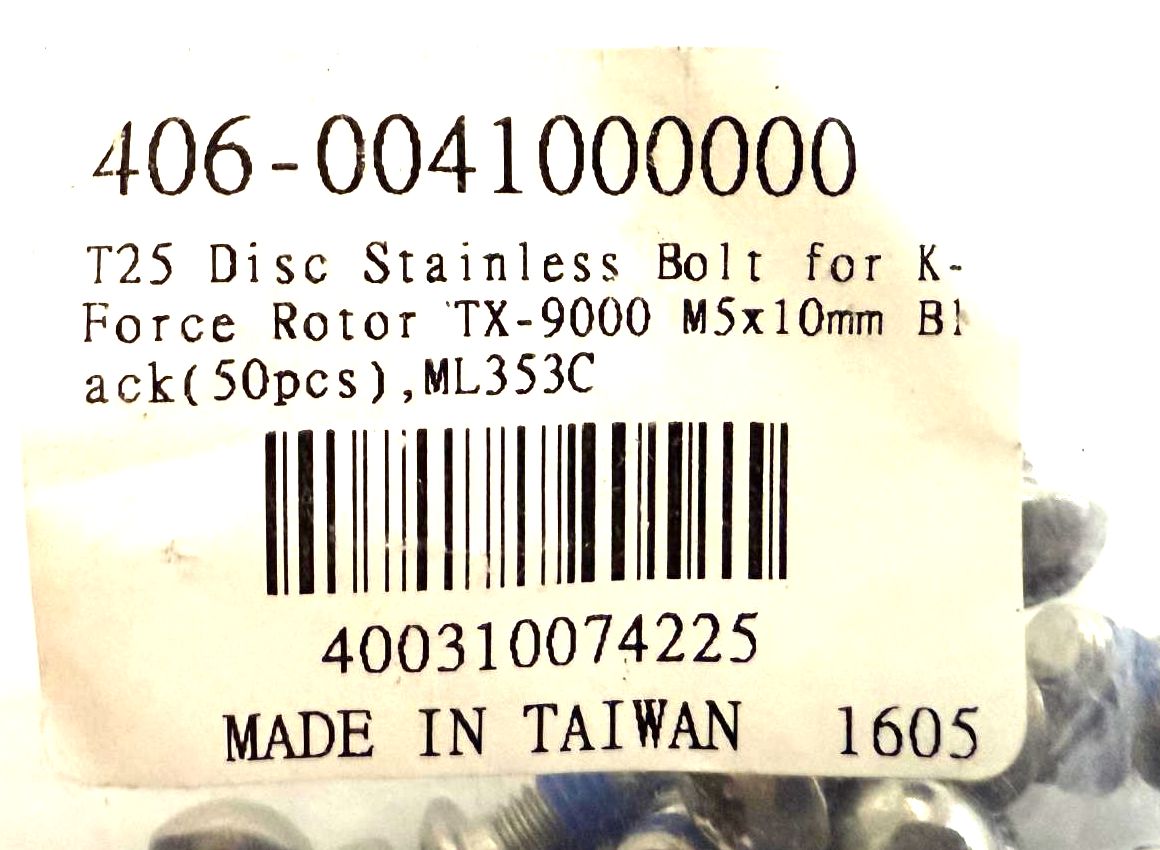 406-0041000000
T25 Disc Stainless Bolt for K-
Force Rotor TX-9000 M5x10mm Bl
ack(50pcs),ML353C
400310074225
MADE IN TAIWAN 1605